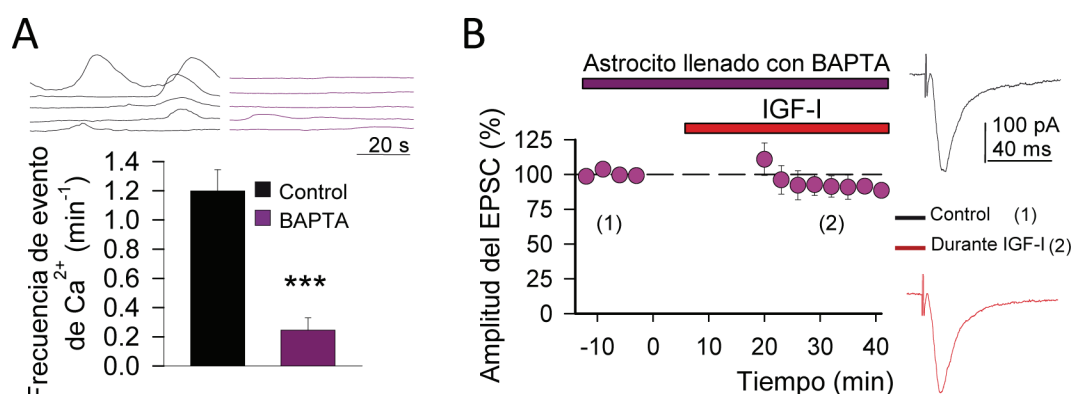 A
20 s
Frecuencia de evento
de Ca²⁺ (min⁻¹)
1.4
1.2
1.0
0.8
0.6
0.4
0.2
0.0
Control
BAPTA
***
B
Astrocito llenado con BAPTA
IGF-I
Amplitud del EPSC (%)
125
100
75
50
25
0
(1)
(2)
-10
0
10
20
30
40
Tiempo (min)
100 pA
40 ms
Control (1)
Durante IGF-I (2)